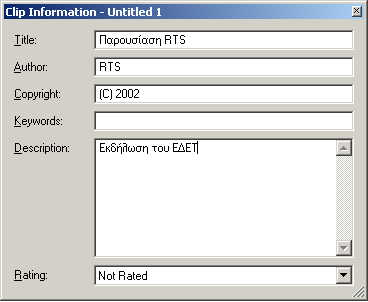 Clip Information - Untitled 1
Title: Παρουσίαση RTS
Author: RTS
Copyright: (C) 2002
Keywords:
Description: Εκδήλωση του ΕΔΕΤ
Rating: Not Rated